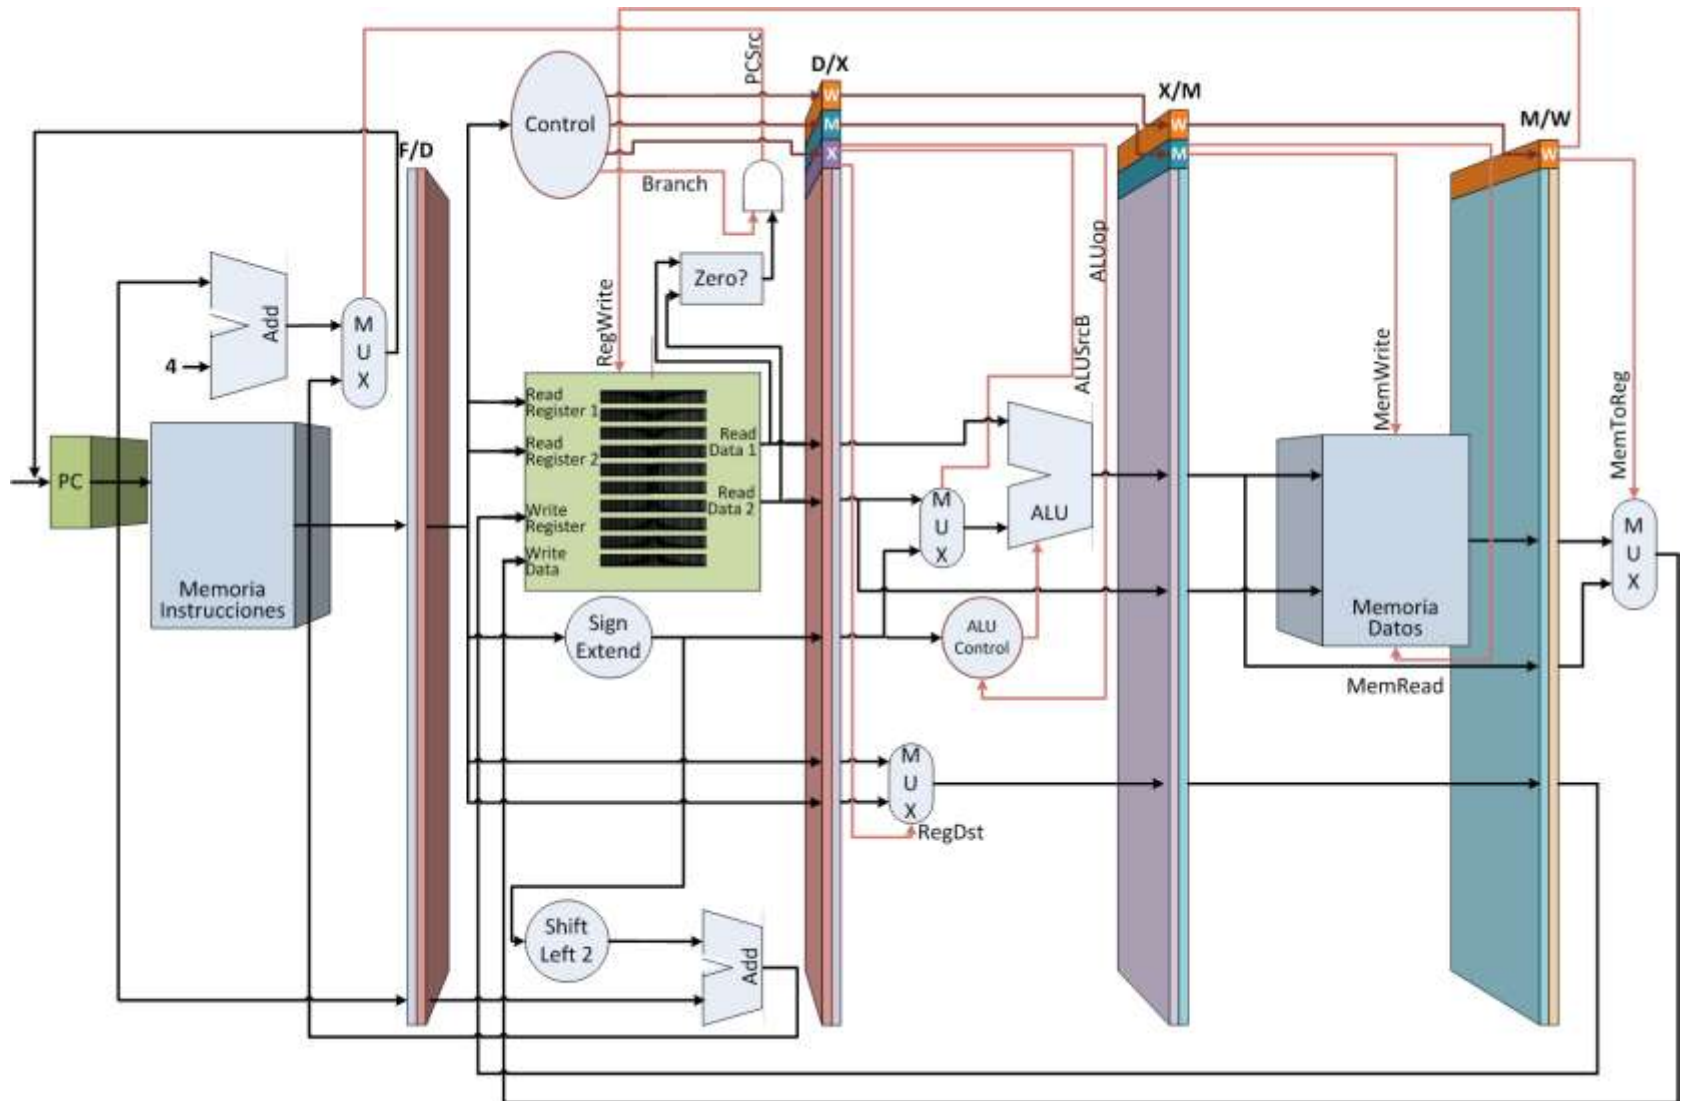 PCSrc
D/X
X/M
M/W
F/D
W
M
X
W
M
W
Control
Branch
RegWrite
Zero?
ALUop
ALUSrcB
MemWrite
MemToReg
Add
4
M
U
X
PC
Memoria
Instrucciones
Read
Register 1
Read
Register 2
Write
Register
Write
Data
Read
Data 1
Read
Data 2
Sign
Extend
M
U
X
ALU
ALU
Control
Memoria
Datos
MemRead
M
U
X
M
U
X
RegDst
Shift
Left 2
Add